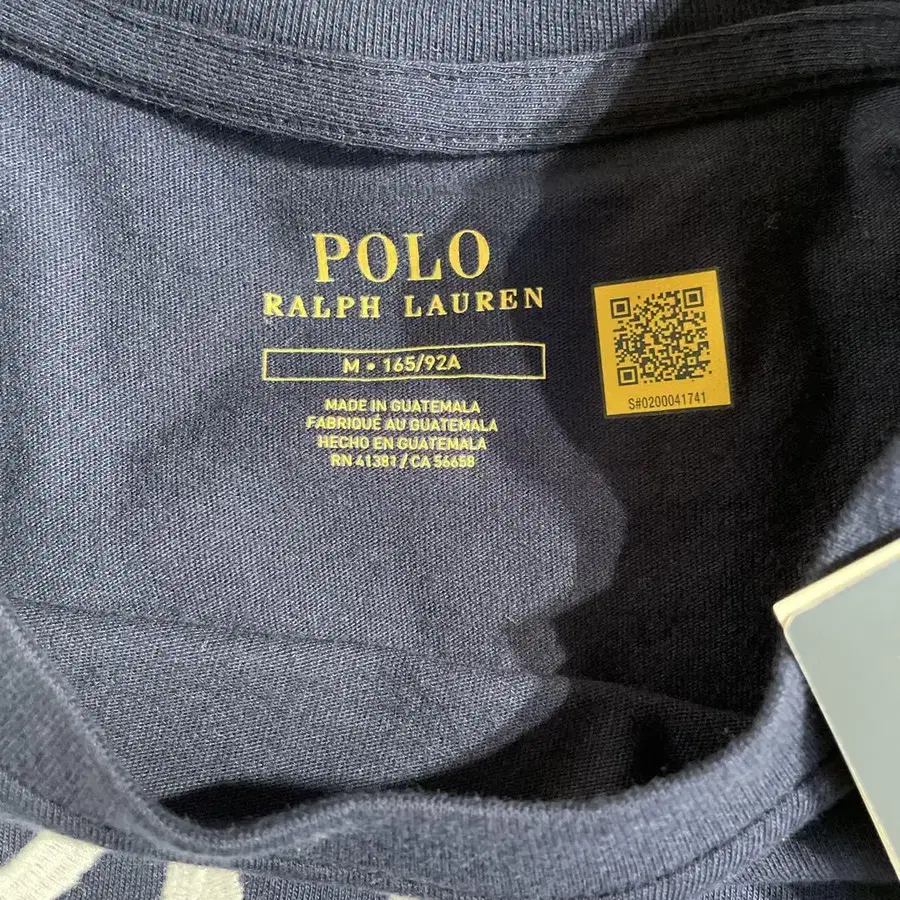 POLO
RALPH LAUREN
M • 165/92A
MADE IN GUATEMALA
FABRIQUÉ AU GUATEMALA
HECHO EN GUATEMALA
RN 41381 / CA 56658
S#0200041741